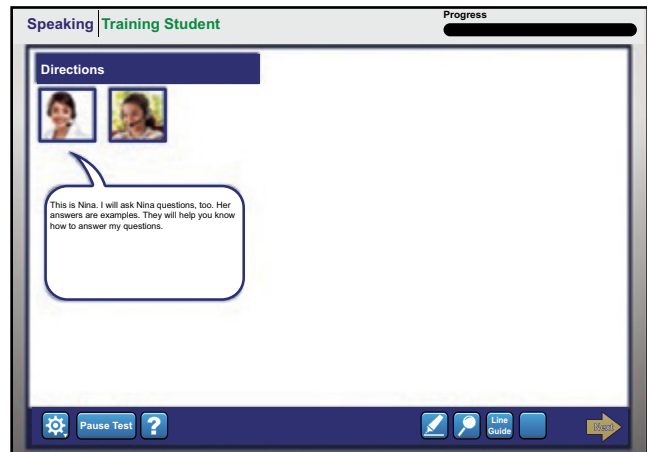 Speaking Training Student
Progress
Directions
This is Nina. I will ask Nina questions, too. Her
answers are examples. They will help you know
how to answer my questions.
Pause Test
?
Line
Guide
Next